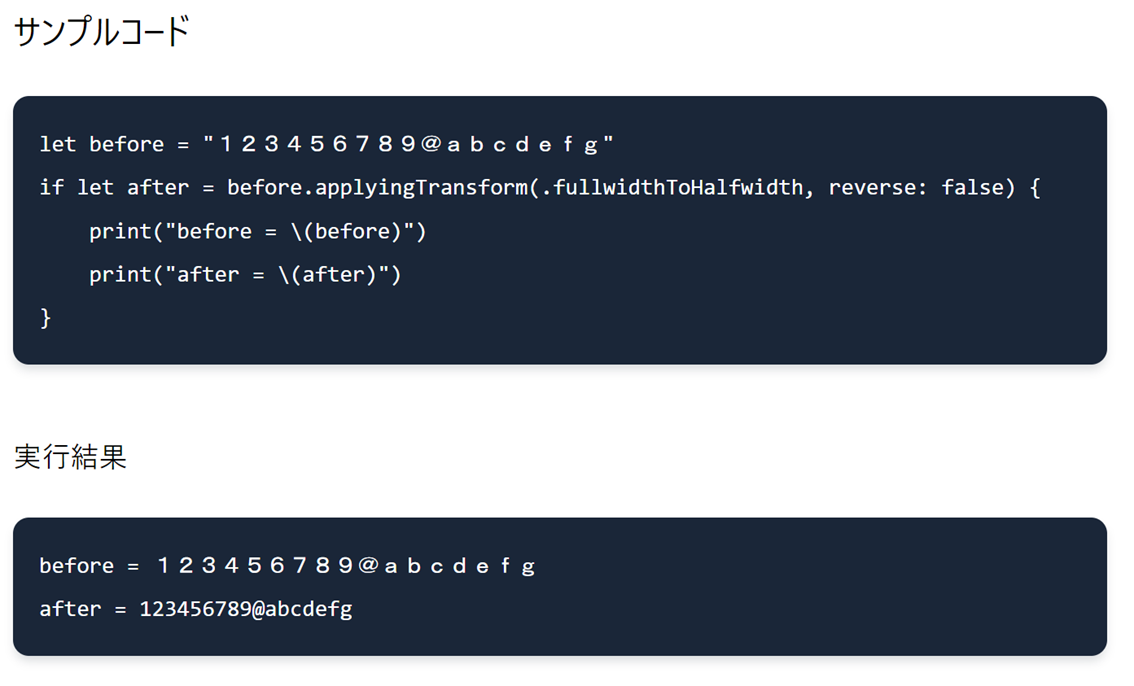 サンプルコード
let before = "１２３４５６７８９＠ａｂｃｄｅｆｇ"
if let after = before.applyingTransform(.fullwidthToHalfwidth, reverse: false) {
    print("before = \(before)")
    print("after = \(after)")
}
実行結果
before = １２３４５６７８９＠ａｂｃｄｅｆｇ
after = 123456789@abcdefg